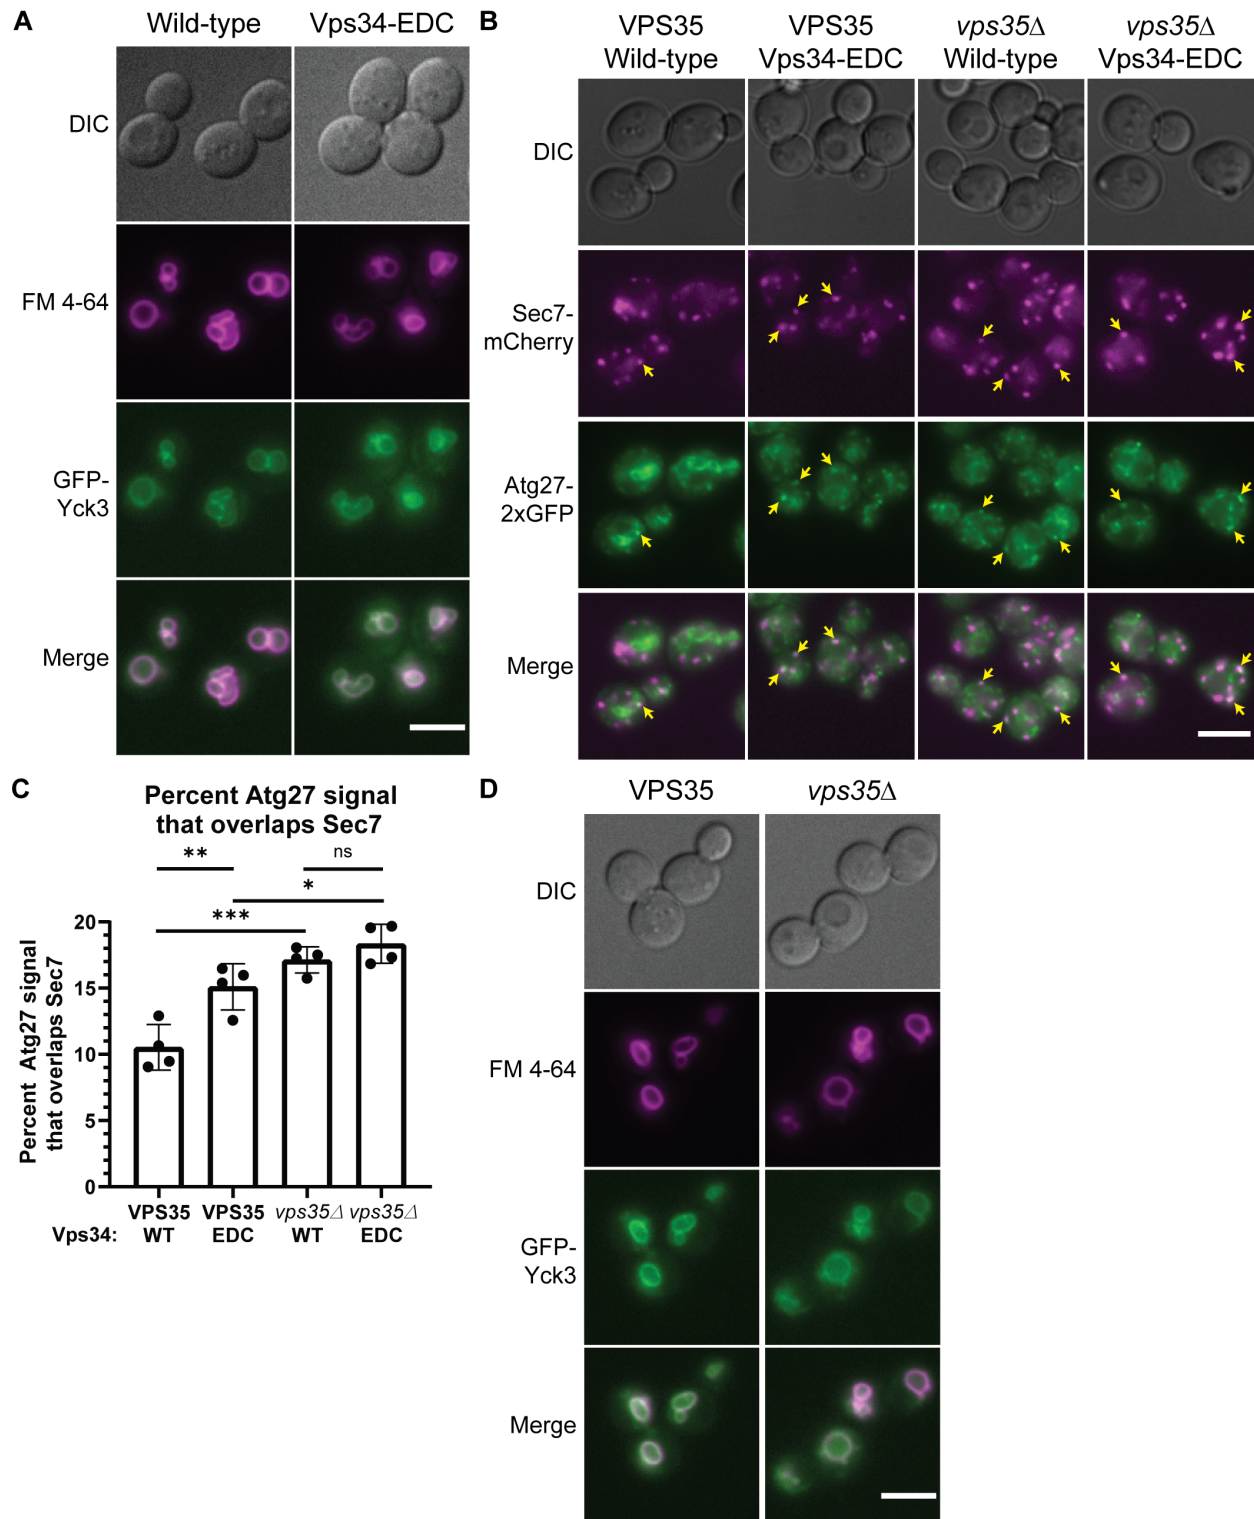 A
Wild-type
Vps34-EDC
DIC
FM 4-64
GFP-
Yck3
Merge
B
VPS35
Wild-type
VPS35
Vps34-EDC
vps35Δ
Wild-type
vps35Δ
Vps34-EDC
DIC
Sec7-
mCherry
Atg27-
2xGFP
Merge
C
Percent Atg27 signal
that overlaps Sec7
**
ns
*
***
Percent Atg27 signal
that overlaps Sec7
20
15
10
5
0
VPS35 VPS35 vps35Δ vps35Δ
Vps34: WT EDC WT EDC
D
VPS35
vps35Δ
DIC
FM 4-64
GFP-
Yck3
Merge